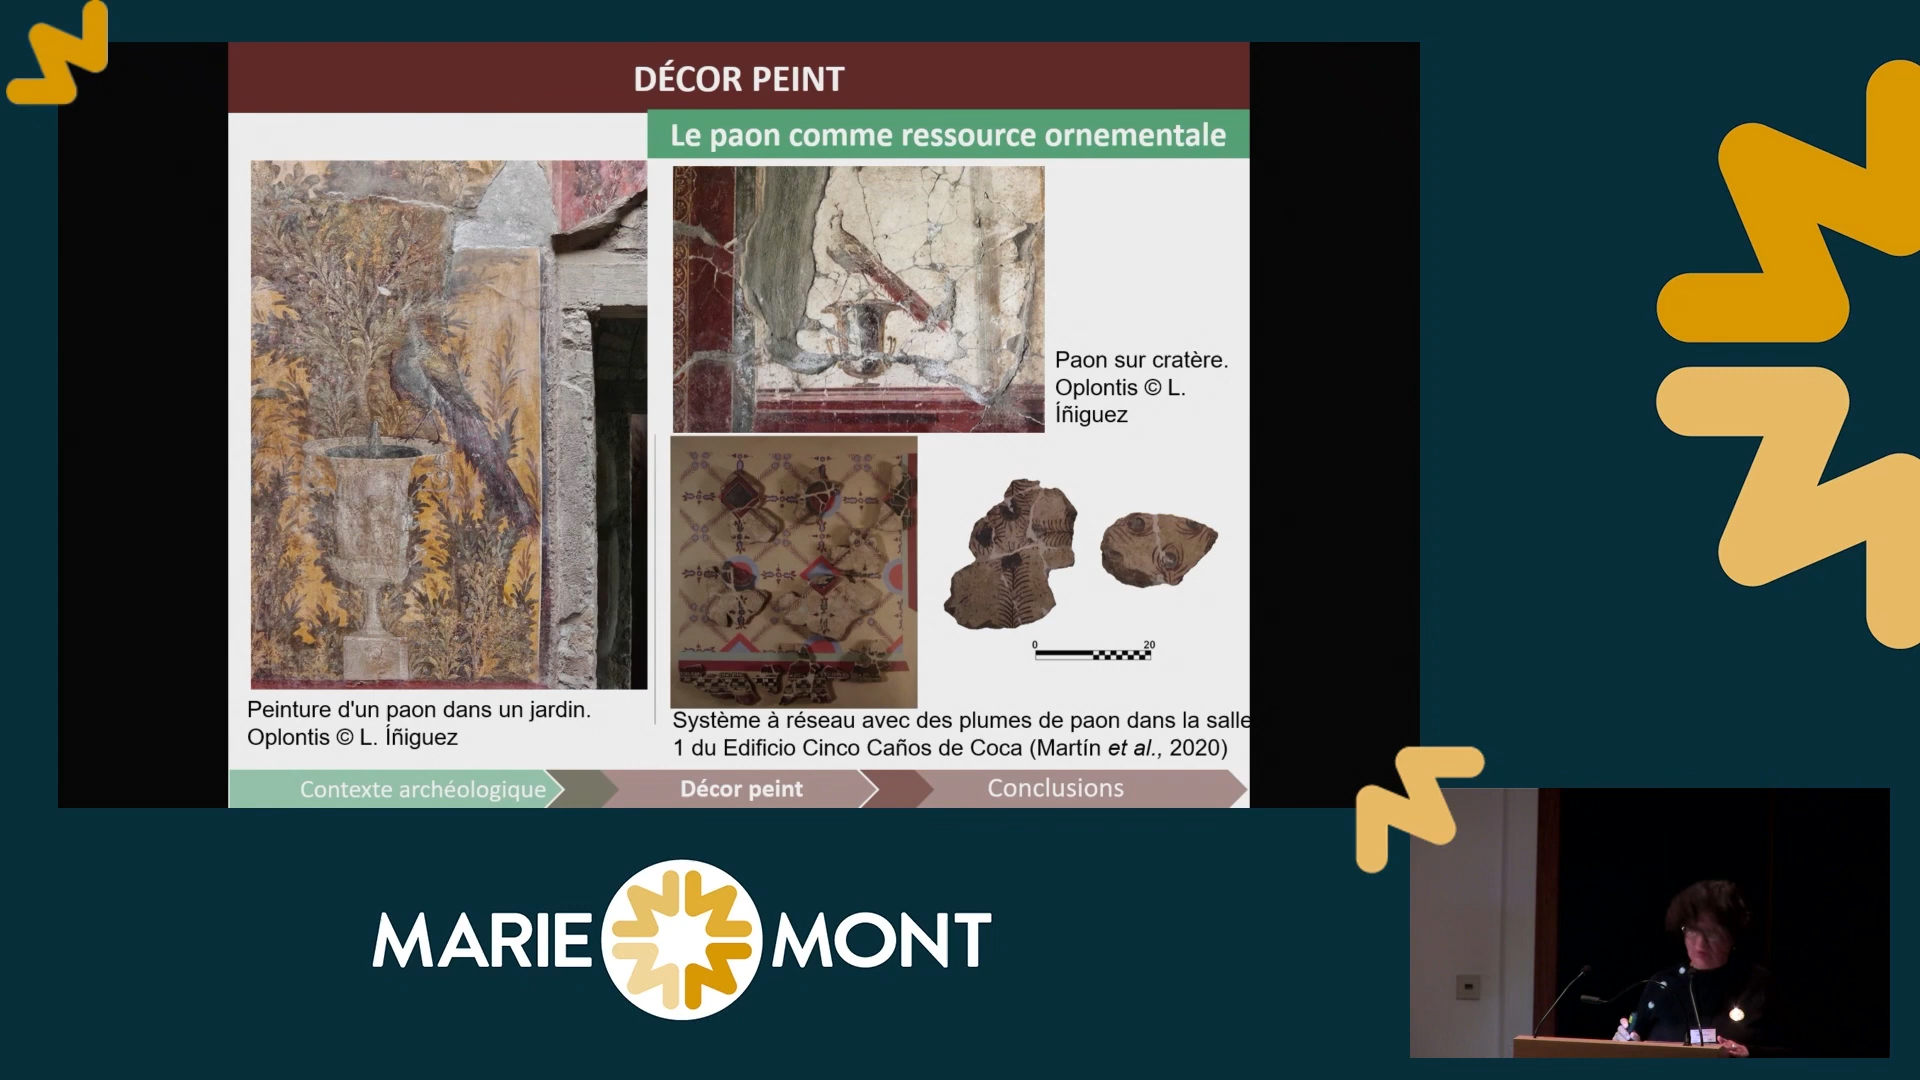 DÉCOR PEINT
Le paon comme ressource ornementale
Paon sur cratère.
Oplontis © L.
Íñiguez
0 20
Peinture d'un paon dans un jardin.
Oplontis © L. Íñiguez
Système à réseau avec des plumes de paon dans la salle
1 du Edificio Cinco Caños de Coca (Martín et al., 2020)
Contexte archéologique
Décor peint
Conclusions
MARIEMONT